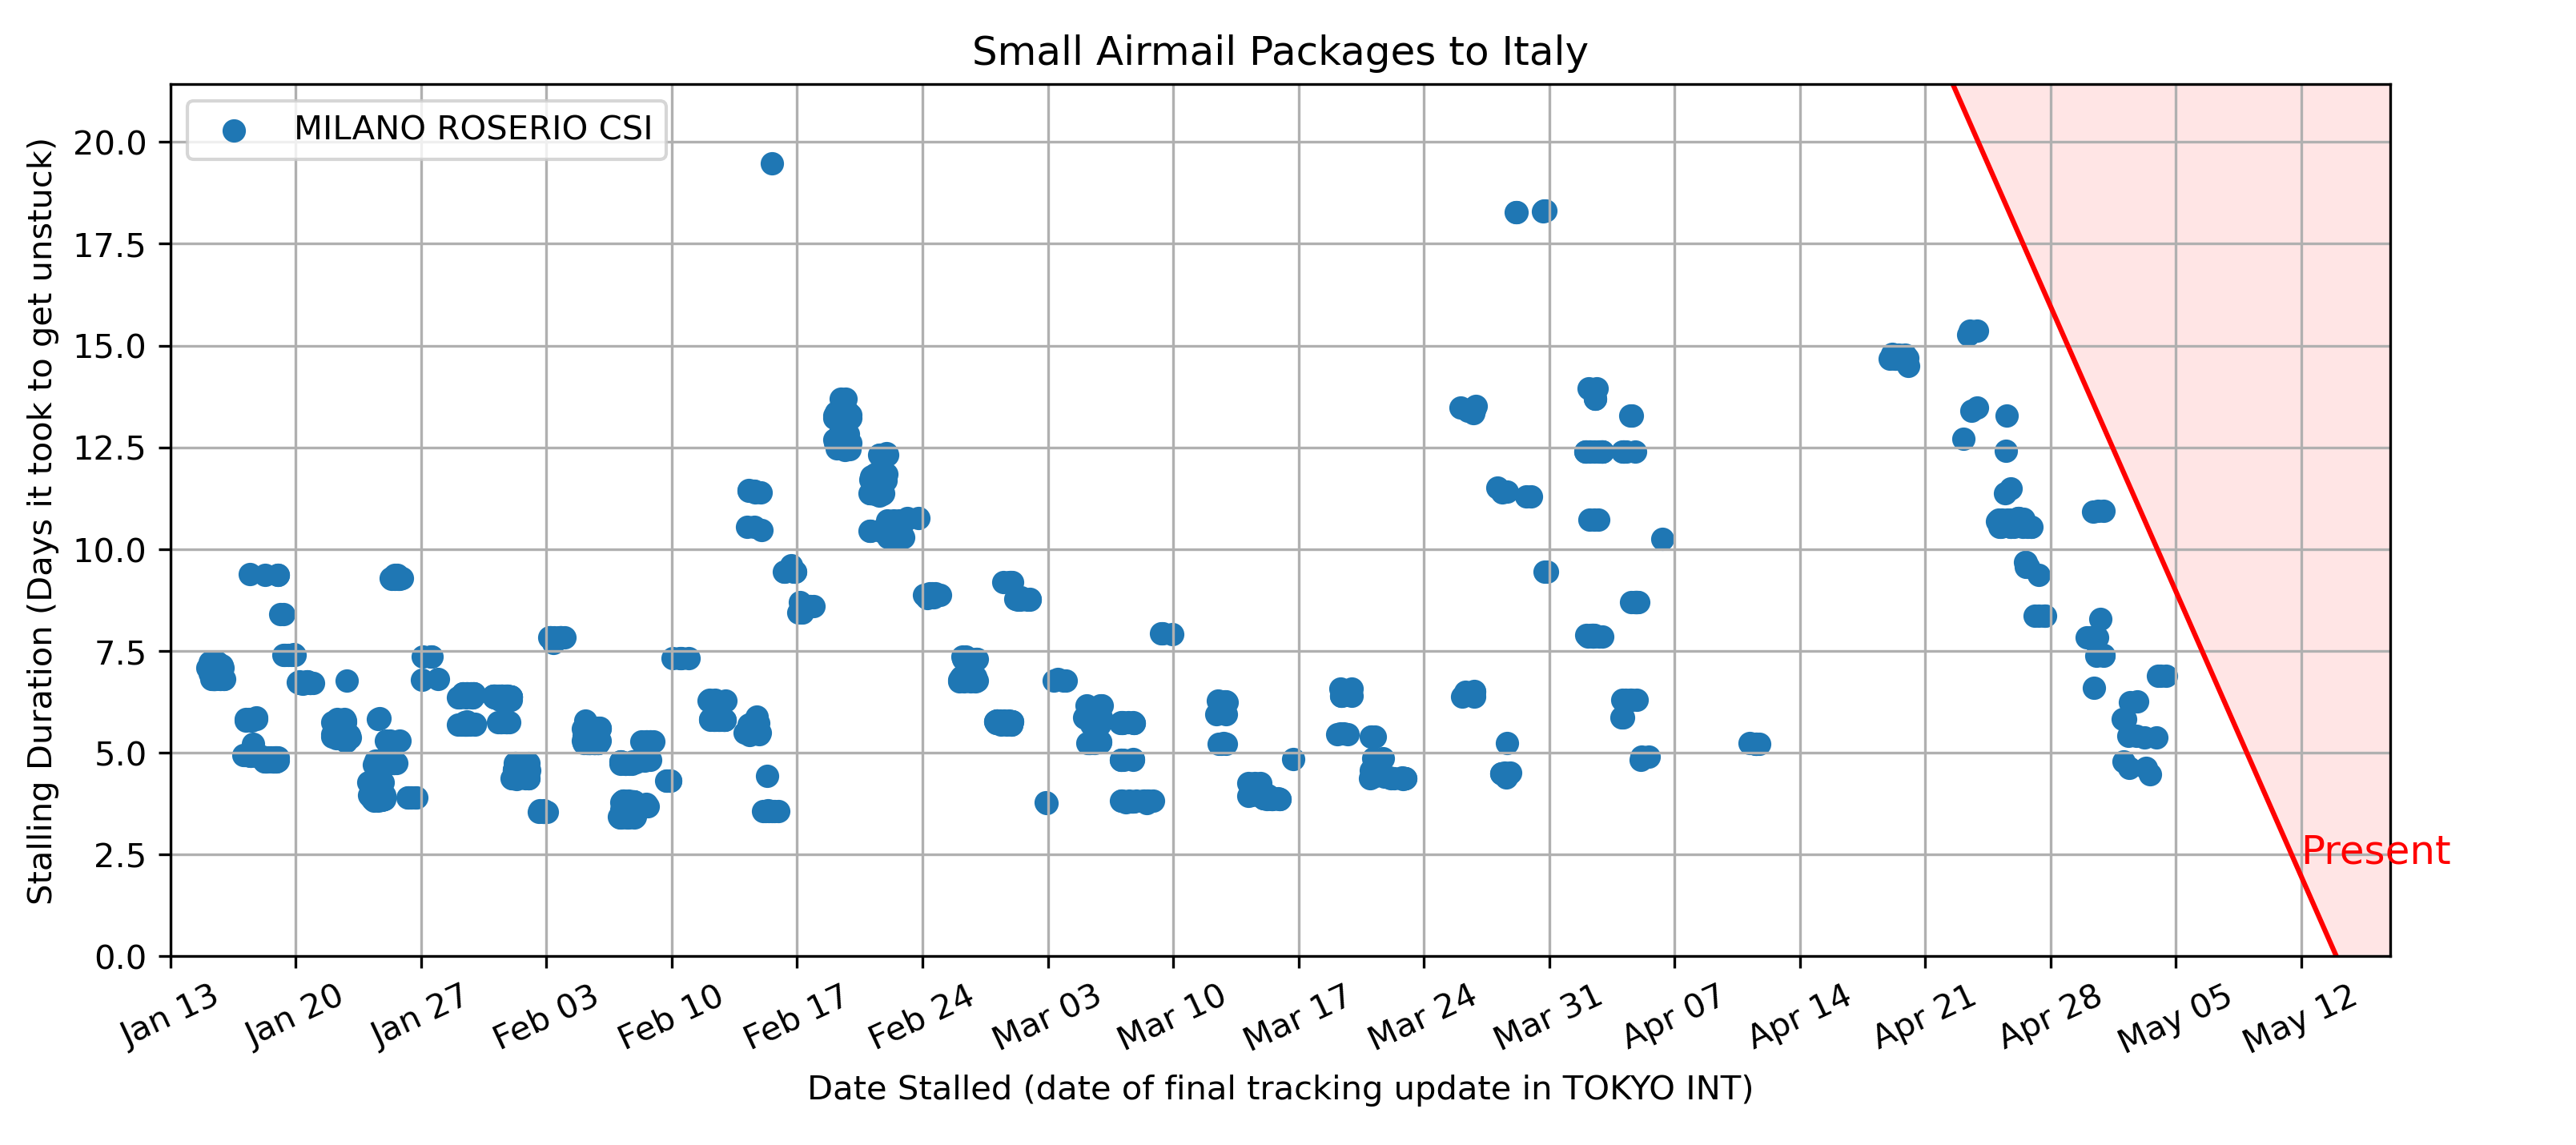 Small Airmail Packages to Italy
MILANO ROSERIO CSI
Stalling Duration (Days it took to get unstuck)
20.0
17.5
15.0
12.5
10.0
7.5
5.0
2.5
0.0
Present
Jan 13
Jan 20
Jan 27
Feb 03
Feb 10
Feb 17
Feb 24
Mar 03
Mar 10
Mar 17
Mar 24
Mar 31
Apr 07
Apr 14
Apr 21
Apr 28
May 05
May 12
Date Stalled (date of final tracking update in TOKYO INT)